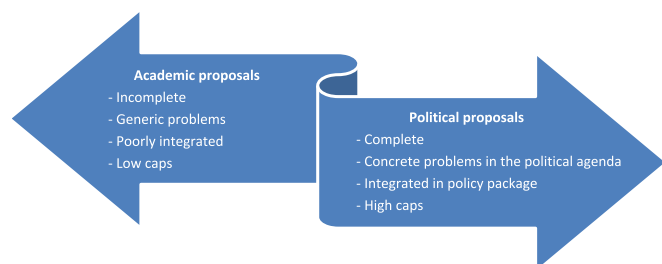 Academic proposals
- Incomplete
- Generic problems
- Poorly integrated
- Low caps
Political proposals
- Complete
- Concrete problems in the political agenda
- Integrated in policy package
- High caps